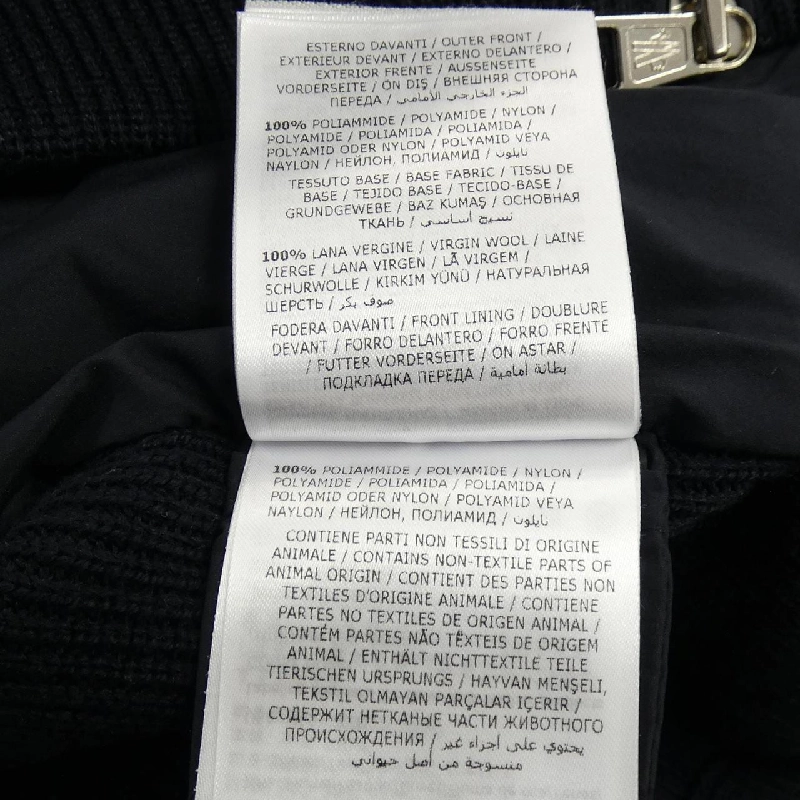 ESTERNO DAVANTI / OUTER FRONT /
EXTERIEUR DEVANT / EXTERNO DELANTERO /
EXTERIOR FRENTE / AUSSENSEITE
VORDERSEITE / ÖN DIŞ / ВНЕШНЯЯ СТОРОНА
ПЕРЕДА / الجزء الخارجي الأمامي
100% POLIAMMIDE / POLYAMIDE / NYLON /
POLYAMIDE / POLIAMIDA / POLIAMIDA /
POLYAMID ODER NYLON / POLYAMID VEYA
NAYLON / НЕЙЛОН, ПОЛИАМИД / نايلون
TESSUTO BASE / BASE FABRIC / TISSU DE
BASE / TEJIDO BASE / TECIDO-BASE /
GRUNDGEWEBE / BAZ KUMAŞ / ОСНОВНАЯ
ТКАНЬ / نسيج أساسي
100% LANA VERGINE / VIRGIN WOOL / LAINE
VIERGE / LANA VIRGEN / LÃ VIRGEM /
SCHURWOLLE / KIRKIM YÜNÜ / НАТУРАЛЬНАЯ
ШЕРСТЬ / صوف بكر
FODERA DAVANTI / FRONT LINING / DOUBLURE
DEVANT / FORRO DELANTERO / FORRO FRENTE
/ FUTTER VORDERSEITE / ÖN ASTAR /
ПОДКЛАДКА ПЕРЕДА / بطانة أمامية
100% POLIAMMIDE / POLYAMIDE / NYLON /
POLYAMIDE / POLIAMIDA / POLIAMIDA /
POLYAMID ODER NYLON / POLYAMID VEYA
NAYLON / НЕЙЛОН, ПОЛИАМИД / نايلون
CONTIENE PARTI NON TESSILI DI ORIGINE
ANIMALE / CONTAINS NON-TEXTILE PARTS OF
ANIMAL ORIGIN / CONTIENT DES PARTIES NON
TEXTILES D'ORIGINE ANIMALE / CONTIENE
PARTES NO TEXTILES DE ORIGEN ANIMAL /
CONTÉM PARTES NÃO TÊXTEIS DE ORIGEM
ANIMAL / ENTHÄLT NICHTTEXTILE TEILE
TIERISCHEN URSPRUNGS / HAYVAN MENŞELİ,
TEKSTİL OLMAYAN PARÇALAR İÇERİR /
СОДЕРЖИТ НЕТКАНЫЕ ЧАСТИ ЖИВОТНОГО
ПРОИСХОЖДЕНИЯ / يحتوي على أجزاء غير
منسوجة من أصل حيواني